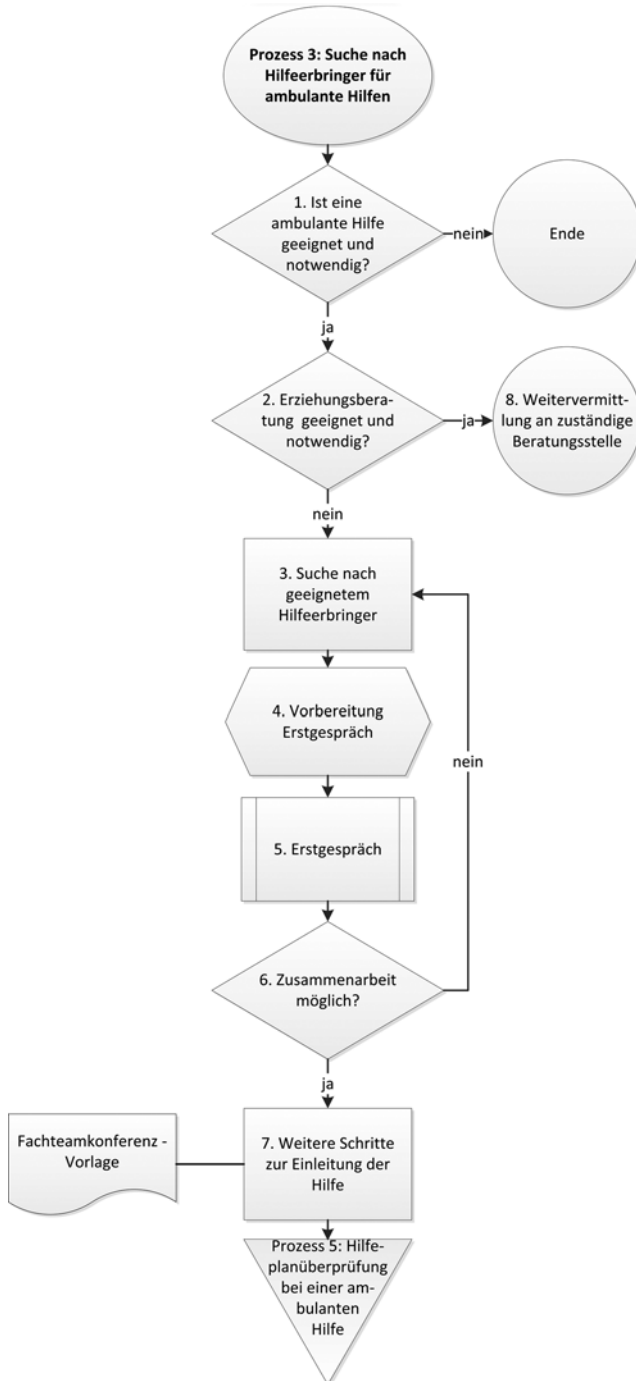 Prozess 3: Suche nach
Hilfeerbringer für
ambulante Hilfen
1. Ist eine
ambulante Hilfe
geeignet und
notwendig?
nein
Ende
ja
2. Erziehungsbera-
tung geeignet und
notwendig?
ja
8. Weitervermitt-
lung an zuständige
Beratungsstelle
nein
3. Suche nach
geeignetem
Hilfeerbringer
4. Vorbereitung
Erstgespräch
nein
5. Erstgespräch
6. Zusammenarbeit
möglich?
ja
Fachteamkonferenz -
Vorlage
7. Weitere Schritte
zur Einleitung der
Hilfe
Prozess 5: Hilfe-
planüberprüfung
bei einer am-
bulanten
Hilfe